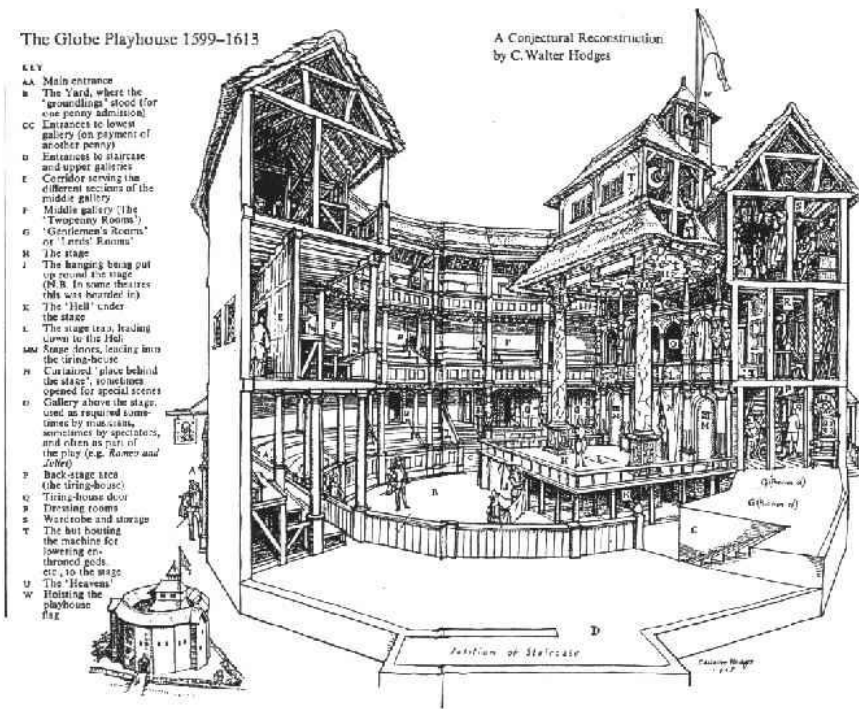 The Globe Playhouse 1599–1613
A Conjectural Reconstruction
by C. Walter Hodges
KEY
AA Main entrance
B The Yard, where the
'groundlings' stood (for
one penny admission)
CC Entrances to lowest
gallery (on payment of
another penny)
D Entrances to staircase
and upper galleries
E Corridor serving the
different sections of the
middle gallery
F Middle gallery (The
'Twopenny Rooms')
G 'Gentlemen's Rooms'
or 'Lords' Rooms'
H The stage
J The hanging being put
up round the stage
(N.B. In some theatres
this was boarded in)
K The 'Hell' under
the stage
L The stage trap, leading
down to the Hell
MM Stage doors, leading into
the tiring-house
N Curtained 'place behind
the stage', sometimes
opened for special scenes
O Gallery above the stage,
used as required some-
times by musicians,
sometimes by spectators,
and often as part of
the play (e.g. Romeo and
Juliet)
P Back-stage area
(the tiring-house)
Q Tiring-house door
R Dressing rooms
S Wardrobe and storage
T The hut housing
the machine for
lowering en-
throned gods,
etc., to the stage
U The 'Heavens'
W Hoisting the
playhouse
flag
W
T
S
E
F
R
F
P
M
M
A
H
L
A
B
K
C
D
Position of Staircase
C. Walter Hodges